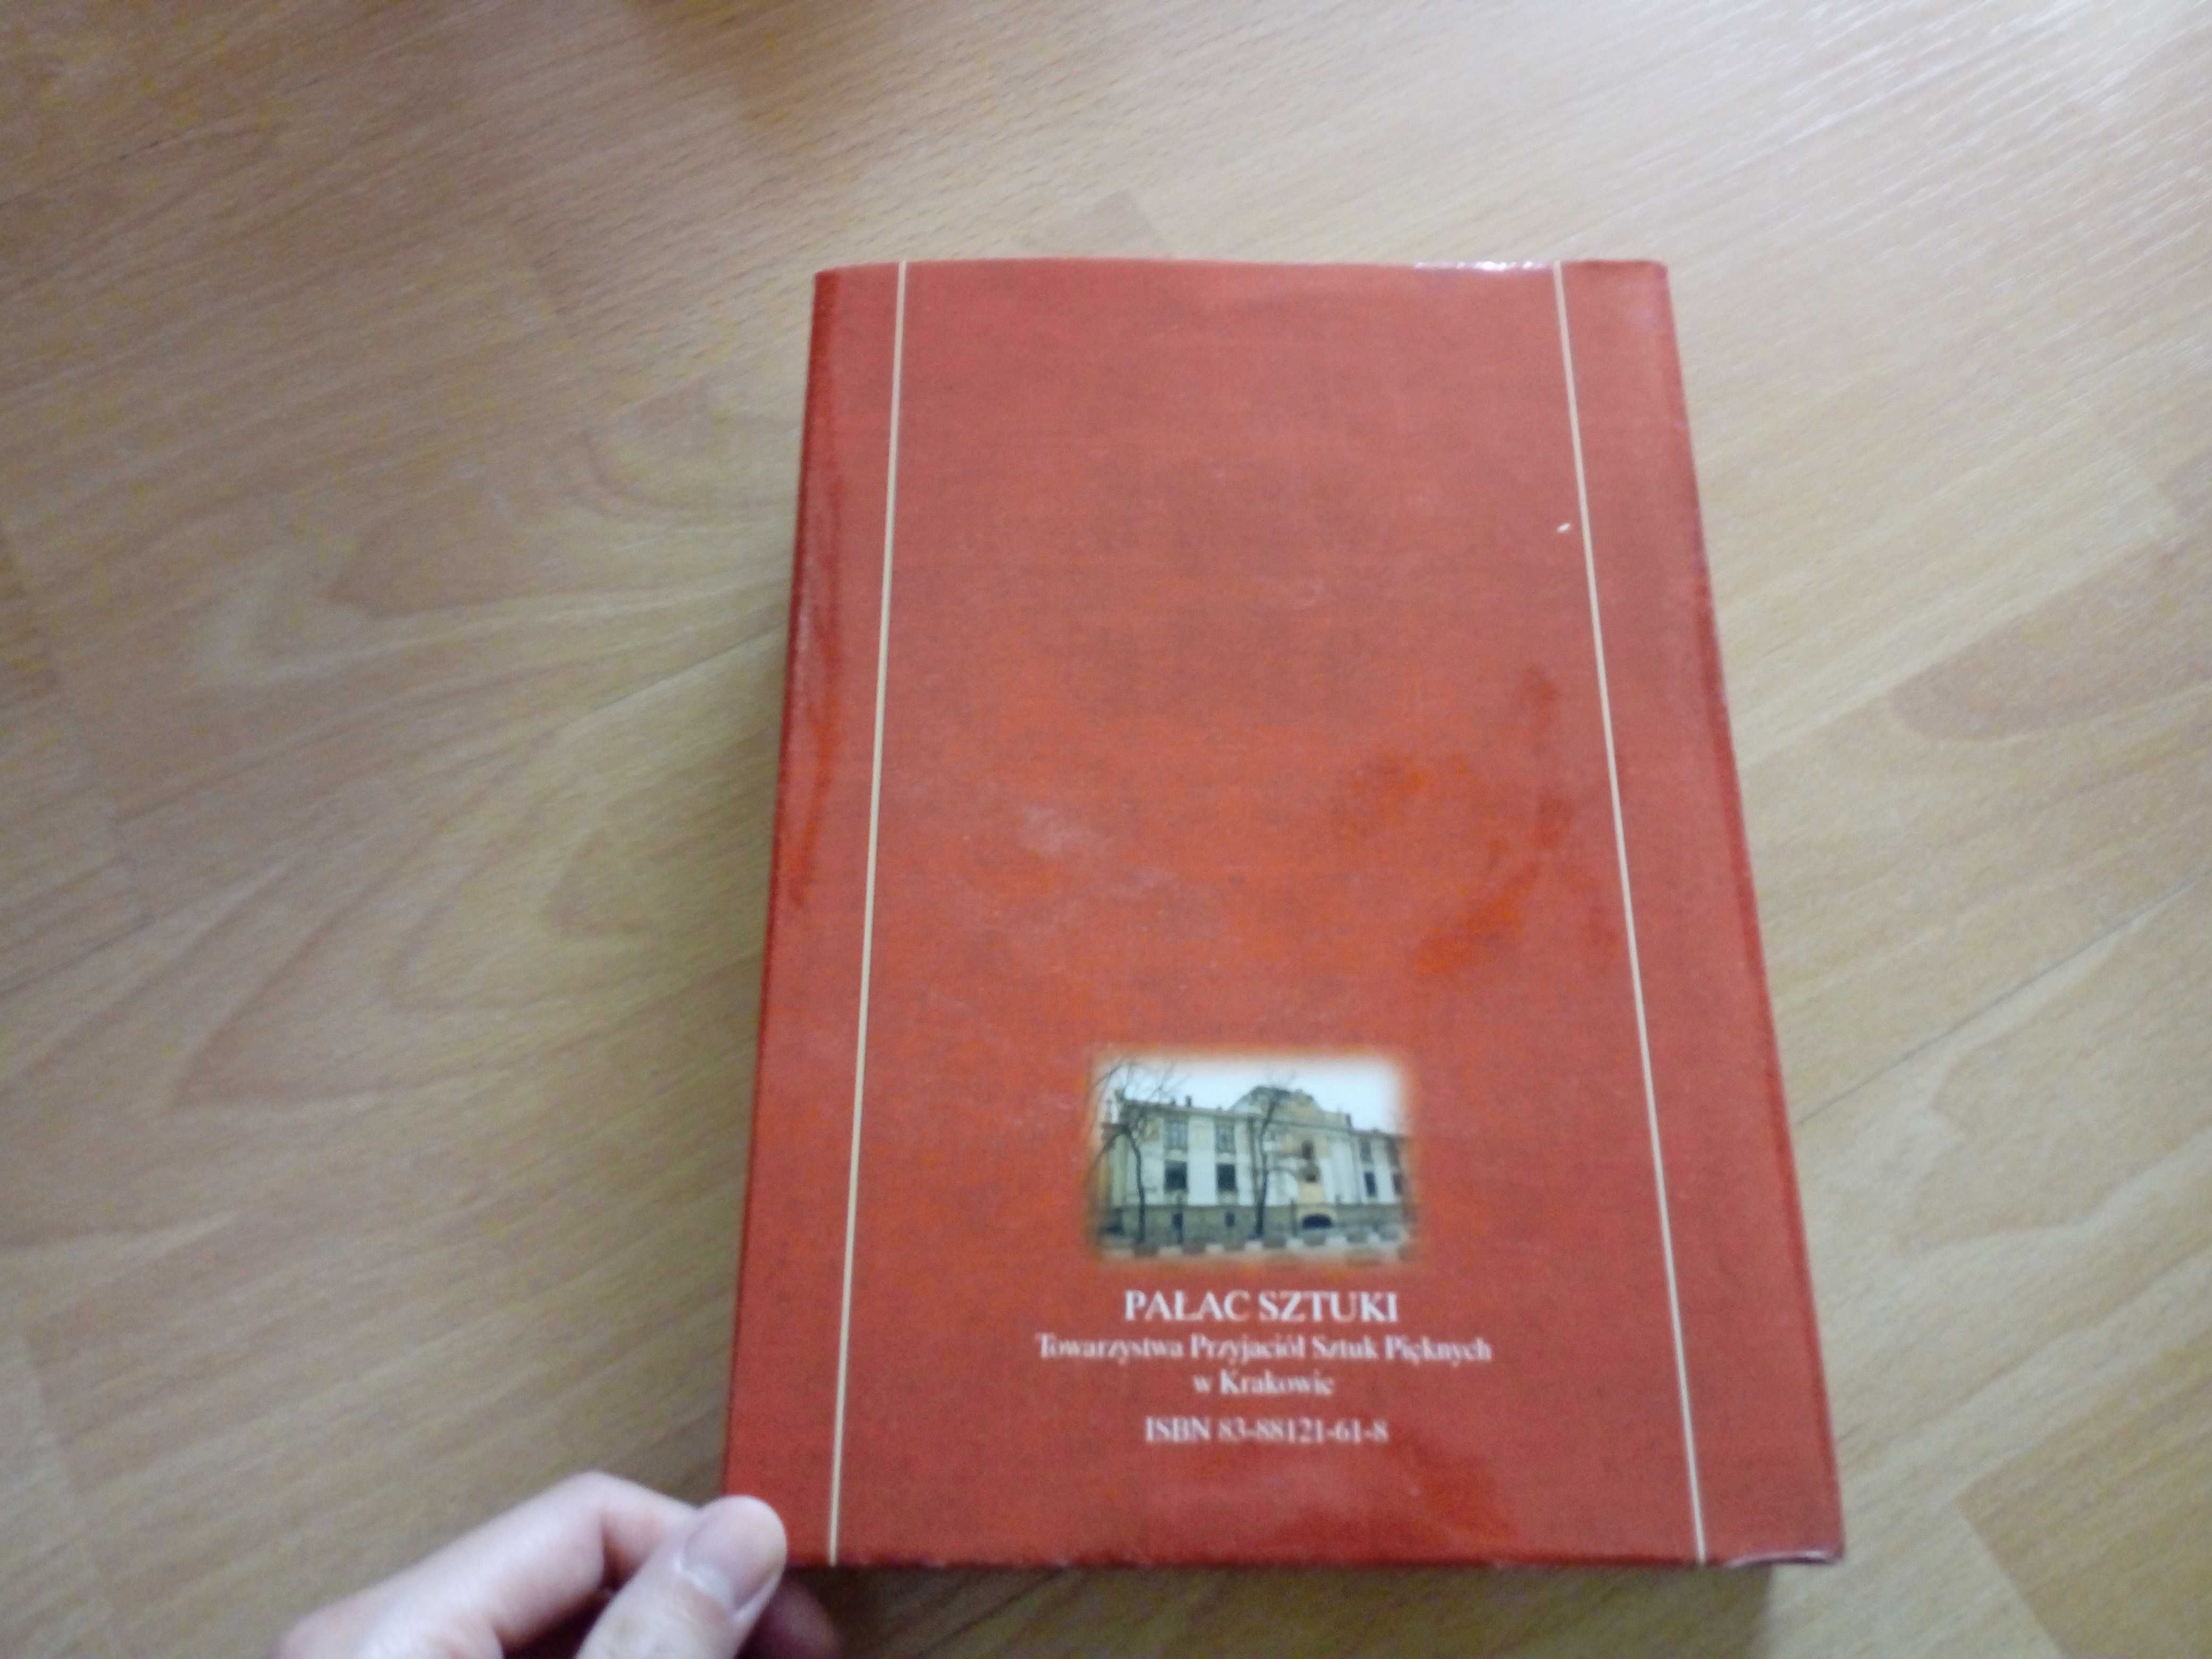 PAŁAC SZTUKI
Towarzystwa Przyjaciół Sztuk Pięknych
w Krakowie
ISBN 83-88121-61-8